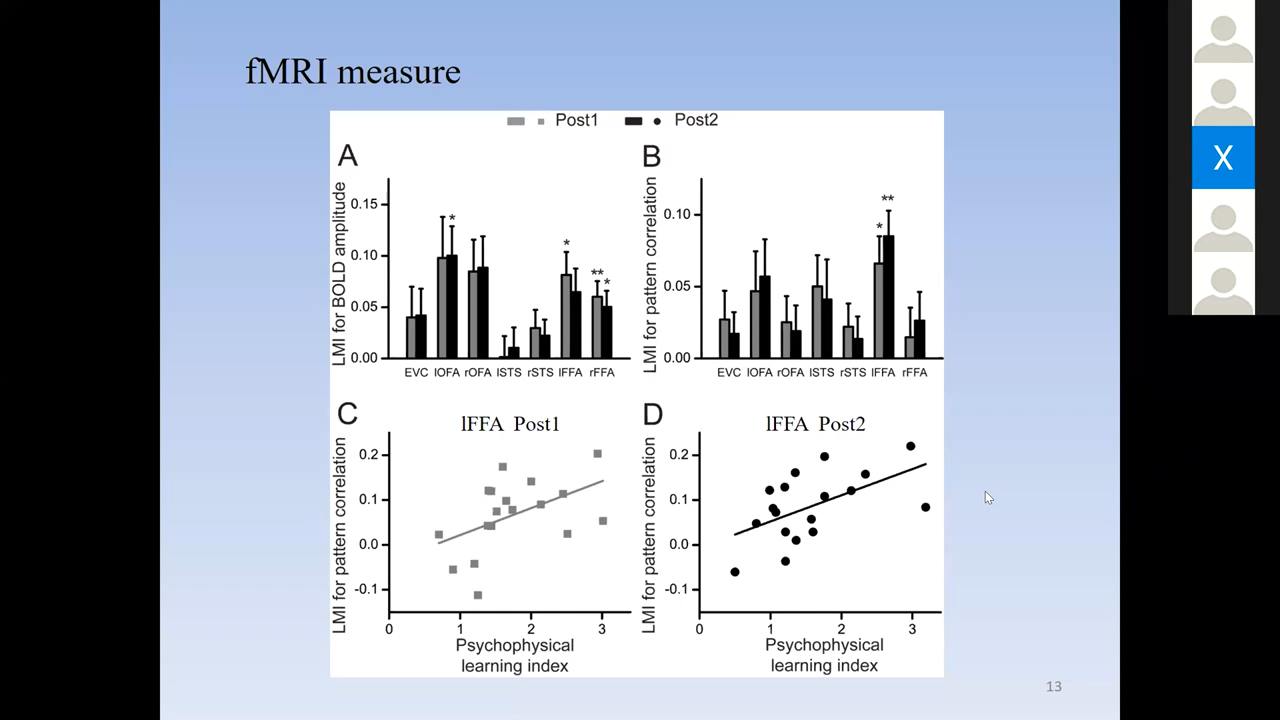 fMRI measure
Post1 Post2
A
LMI for BOLD amplitude
0.15
0.10
0.05
0.00
* * ** *
EVC lOFA rOFA lSTS rSTS lFFA rFFA
B
LMI for pattern correlation
0.10
0.05
0.00
* **
EVC lOFA rOFA lSTS rSTS lFFA rFFA
C
lFFA Post1
LMI for pattern correlation
0.2
0.1
0.0
-0.1
0 1 2 3
Psychophysical
learning index
D
lFFA Post2
LMI for pattern correlation
0.2
0.1
0.0
-0.1
0 1 2 3
Psychophysical
learning index
13
X